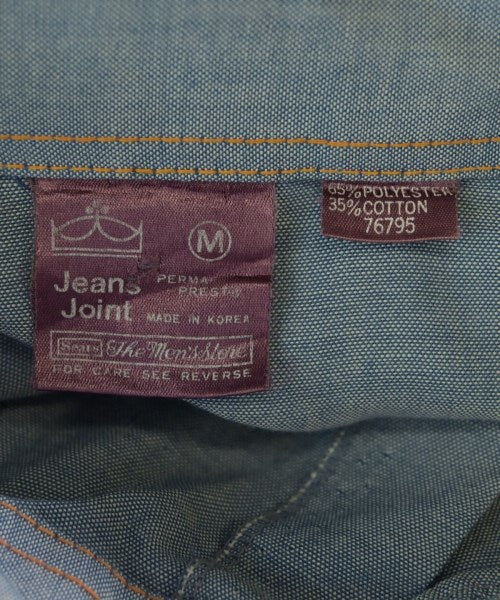 M
Jeans
Joint
PERMA
PREST
MADE IN KOREA
Sears The Men's Store
FOR CARE SEE REVERSE
65% POLYESTER
35% COTTON
76795